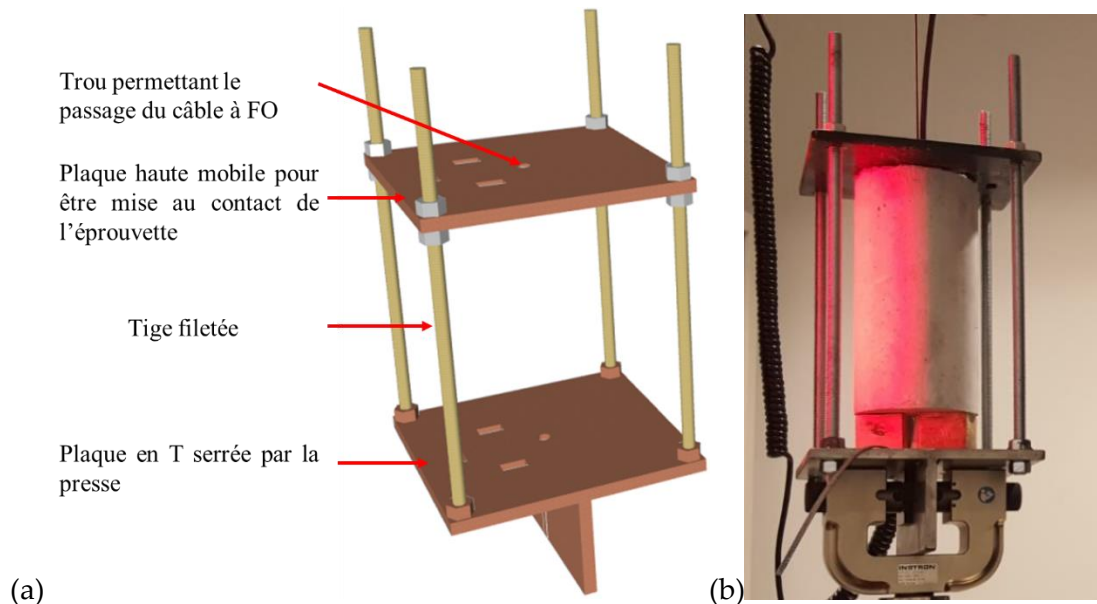 Trou permettant le
passage du câble à FO
Plaque haute mobile pour
être mise au contact de
l'éprouvette
Tige filetée
Plaque en T serrée par la
presse
(a)
(b)
INSTRON